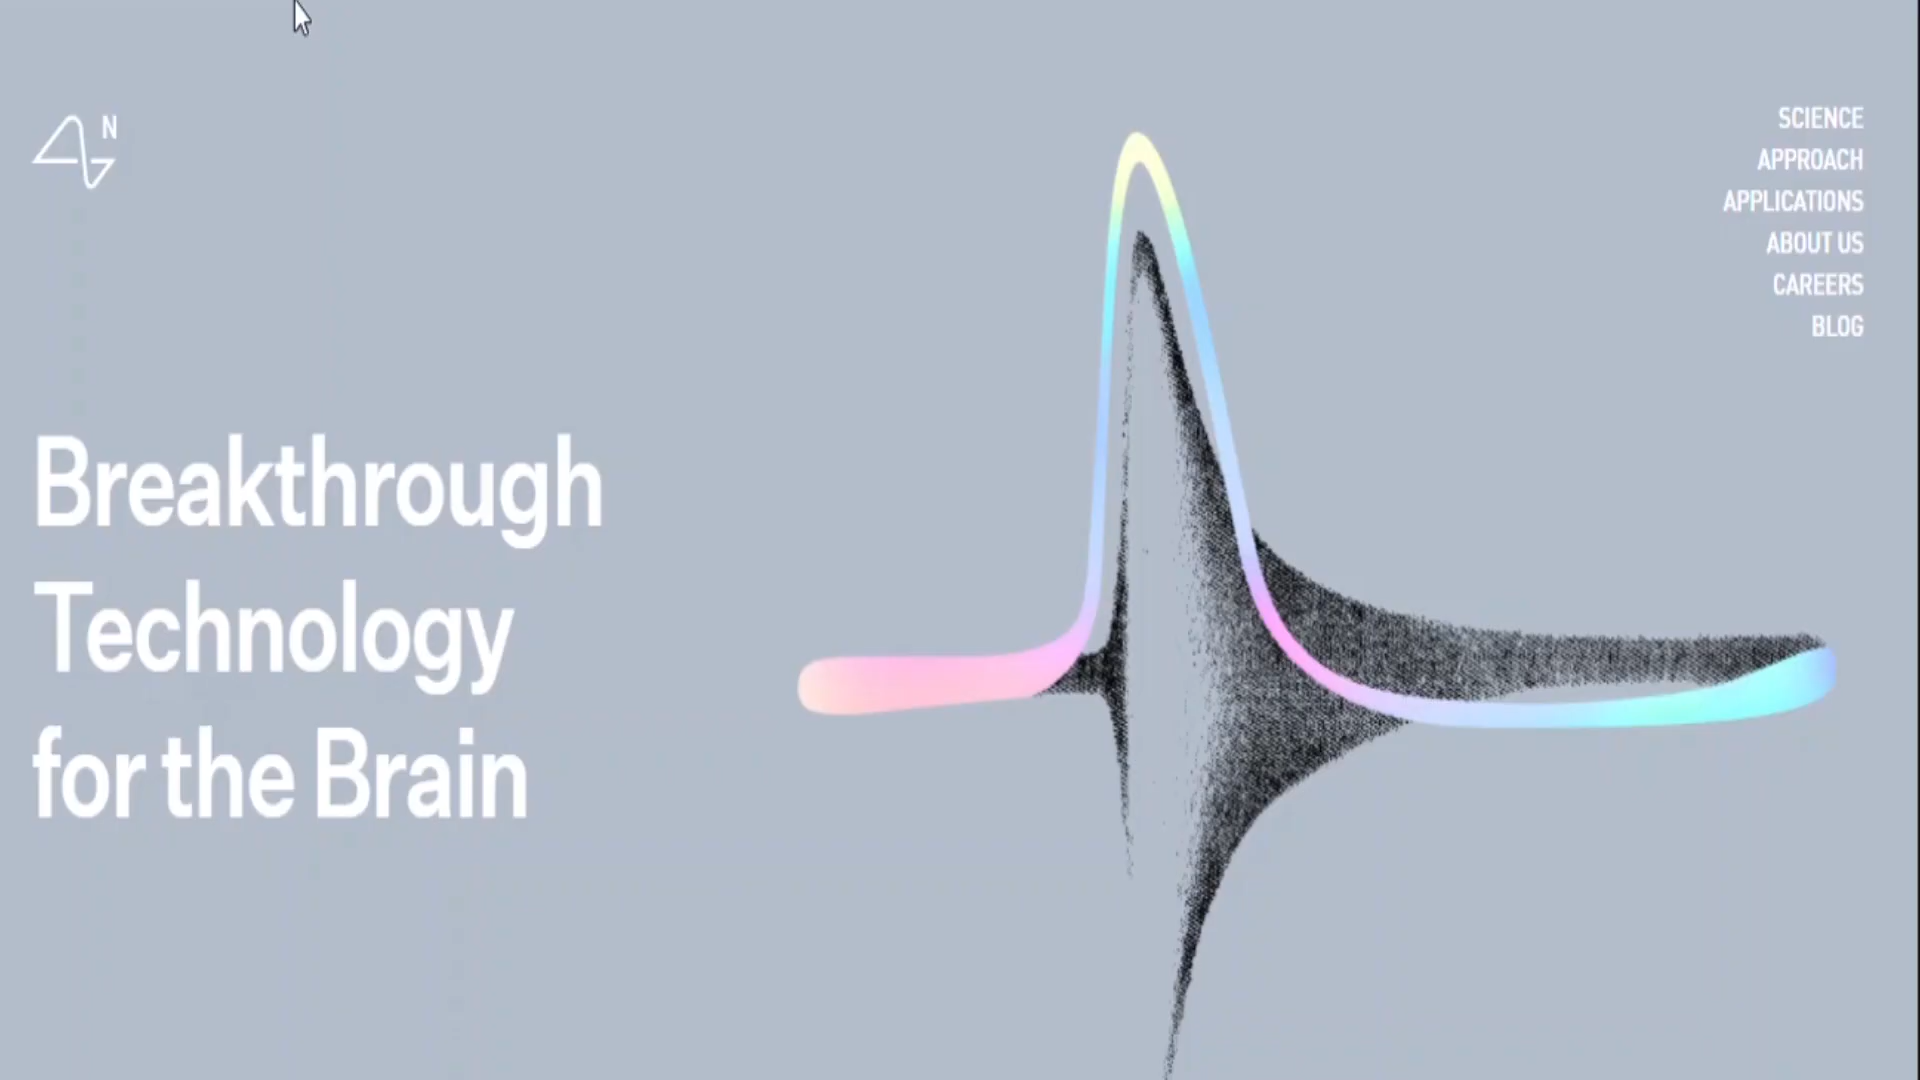 N
SCIENCE
APPROACH
APPLICATIONS
ABOUT US
CAREERS
BLOG
Breakthrough
Technology
for the Brain